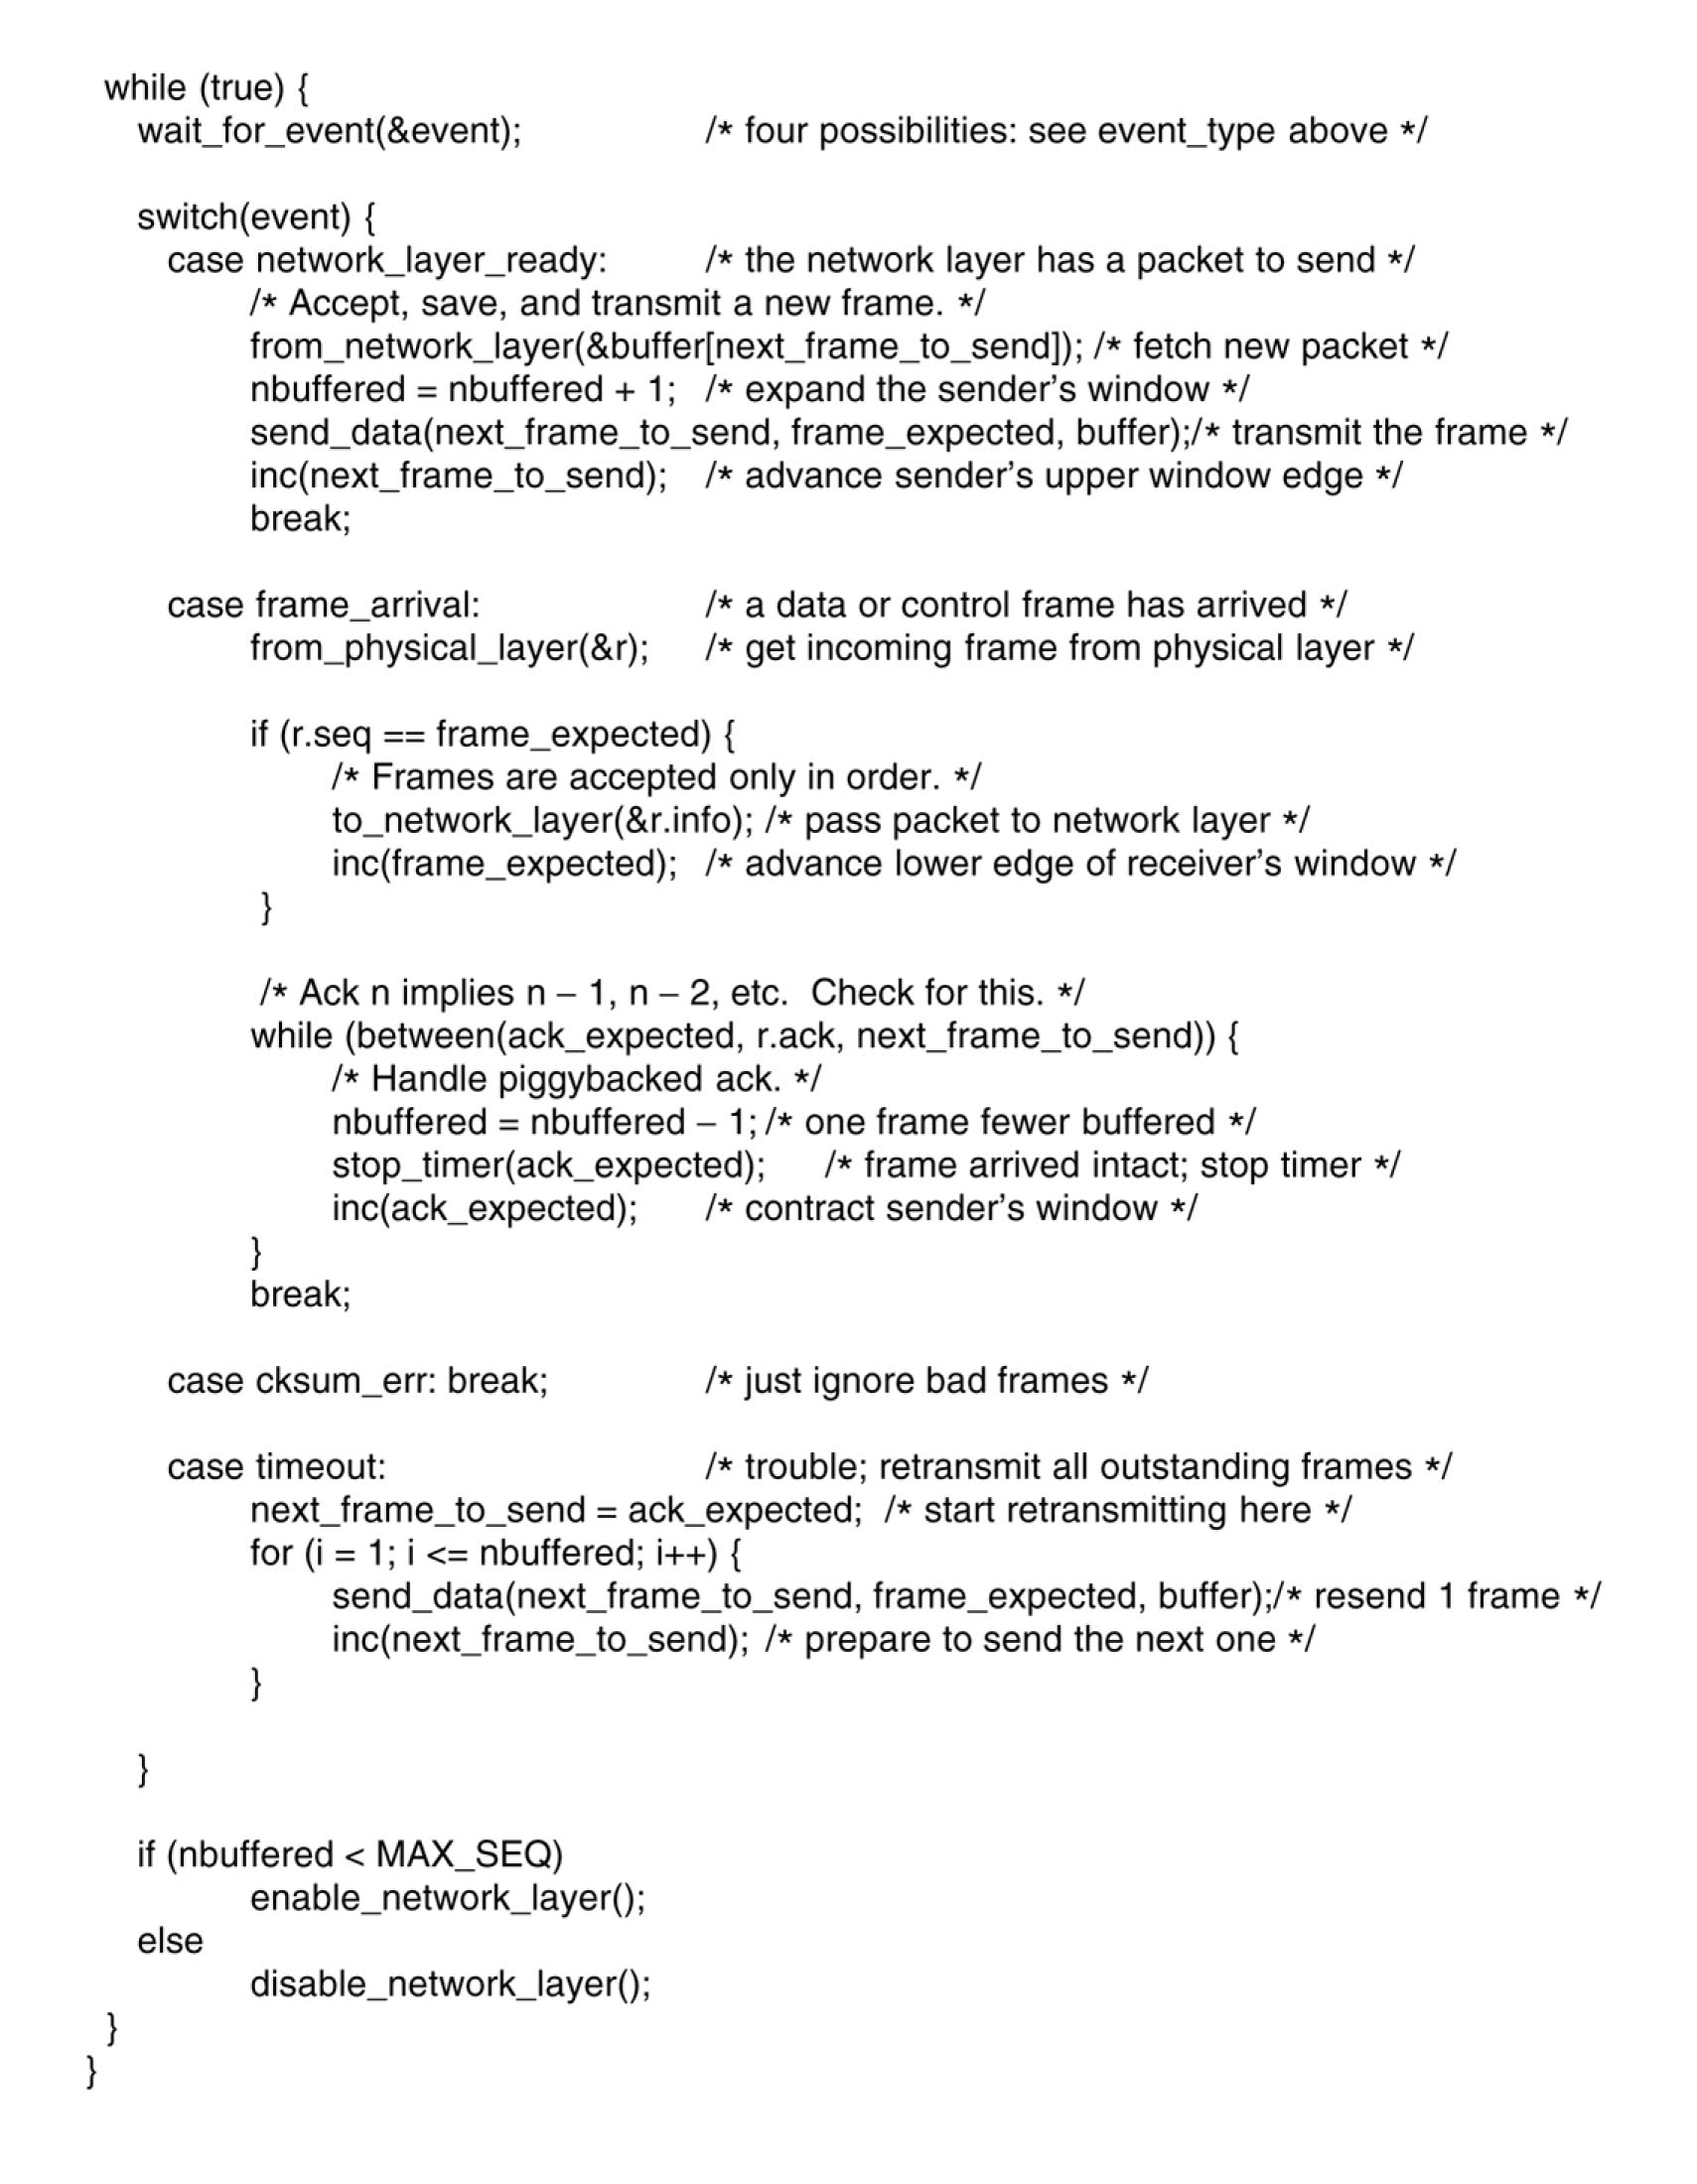 while (true) {
wait_for_event(&event); /* four possibilities: see event_type above */
switch(event) {
case network_layer_ready: /* the network layer has a packet to send */
/* Accept, save, and transmit a new frame. */
from_network_layer(&buffer[next_frame_to_send]); /* fetch new packet */
nbuffered = nbuffered + 1; /* expand the sender’s window */
send_data(next_frame_to_send, frame_expected, buffer);/* transmit the frame */
inc(next_frame_to_send); /* advance sender’s upper window edge */
break;
case frame_arrival: /* a data or control frame has arrived */
from_physical_layer(&r); /* get incoming frame from physical layer */
if (r.seq == frame_expected) {
/* Frames are accepted only in order. */
to_network_layer(&r.info); /* pass packet to network layer */
inc(frame_expected); /* advance lower edge of receiver’s window */
}
/* Ack n implies n – 1, n – 2, etc. Check for this. */
while (between(ack_expected, r.ack, next_frame_to_send)) {
/* Handle piggybacked ack. */
nbuffered = nbuffered – 1; /* one frame fewer buffered */
stop_timer(ack_expected); /* frame arrived intact; stop timer */
inc(ack_expected); /* contract sender’s window */
}
break;
case cksum_err: break; /* just ignore bad frames */
case timeout: /* trouble; retransmit all outstanding frames */
next_frame_to_send = ack_expected; /* start retransmitting here */
for (i = 1; i <= nbuffered; i++) {
send_data(next_frame_to_send, frame_expected, buffer);/* resend 1 frame */
inc(next_frame_to_send); /* prepare to send the next one */
}
}
if (nbuffered < MAX_SEQ)
enable_network_layer();
else
disable_network_layer();
}
}